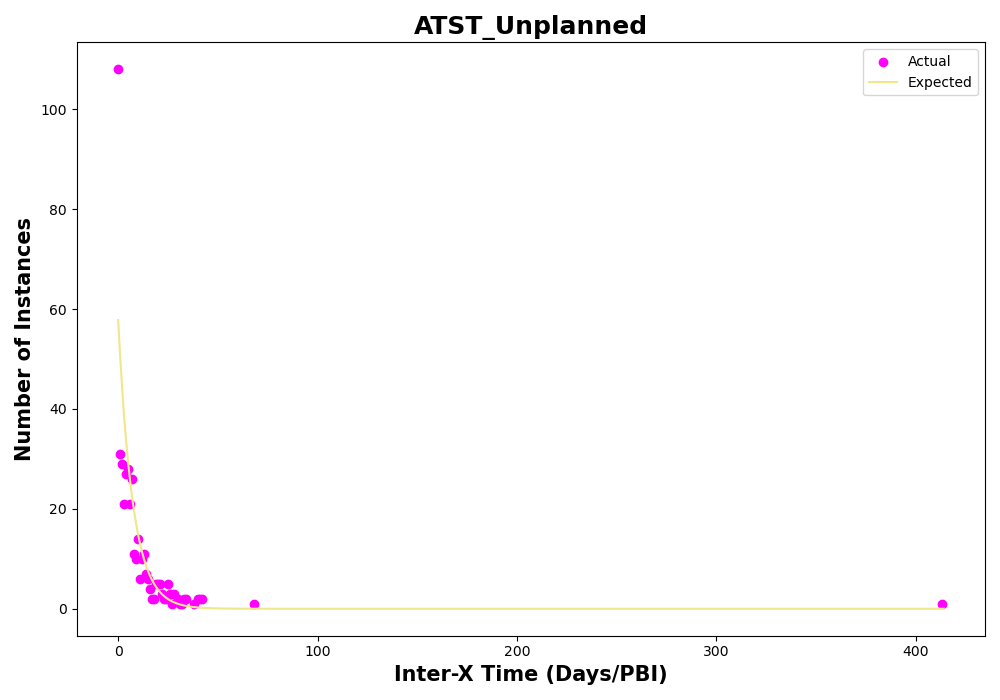 ATST_Unplanned
Actual
Expected
Number of Instances
100
80
60
40
20
0
0 100 200 300 400
Inter-X Time (Days/PBI)